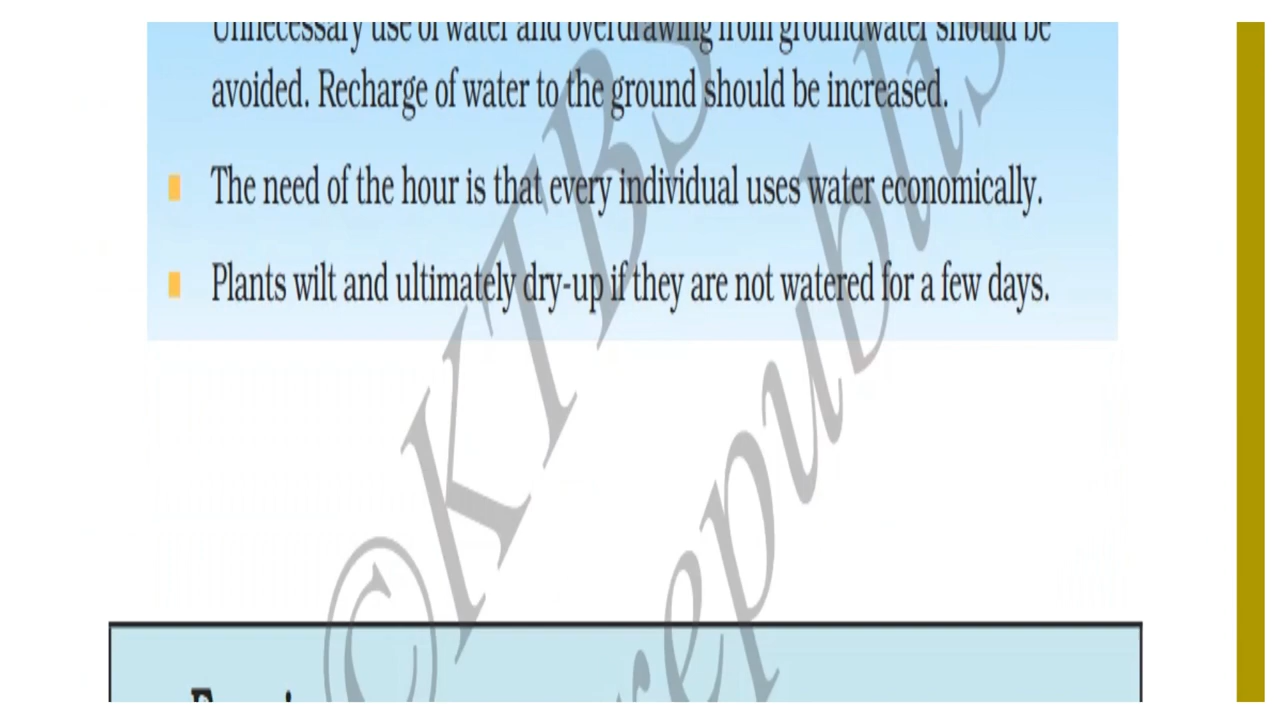 Unnecessary use of water and overdrawing from groundwater should be
avoided. Recharge of water to the ground should be increased.
The need of the hour is that every individual uses water economically.
Plants wilt and ultimately dry-up if they are not watered for a few days.
©KTBS
republis